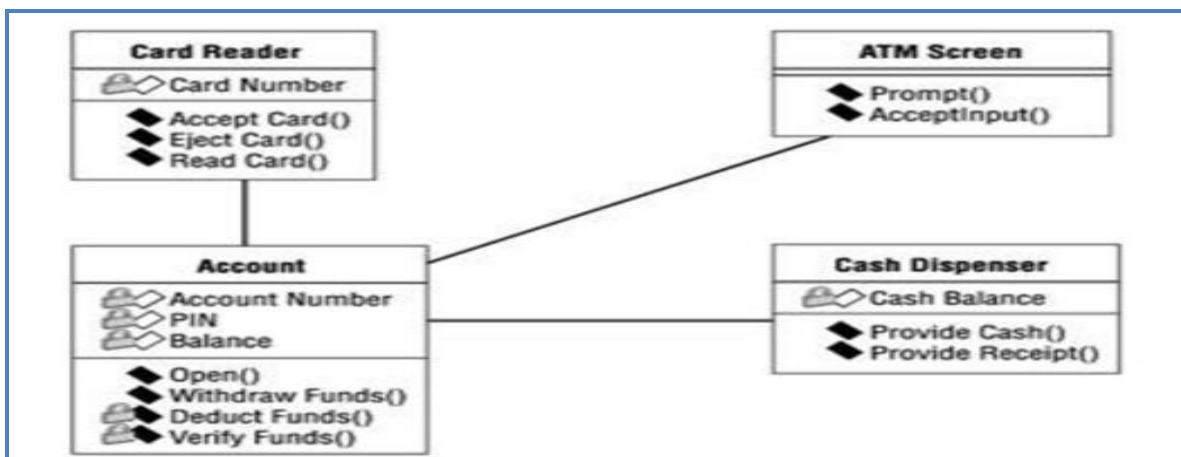 Card Reader
Card Number
Accept Card()
Eject Card()
Read Card()
ATM Screen
Prompt()
AcceptInput()
Account
Account Number
PIN
Balance
Open()
Withdraw Funds()
Deduct Funds()
Verify Funds()
Cash Dispenser
Cash Balance
Provide Cash()
Provide Receipt()